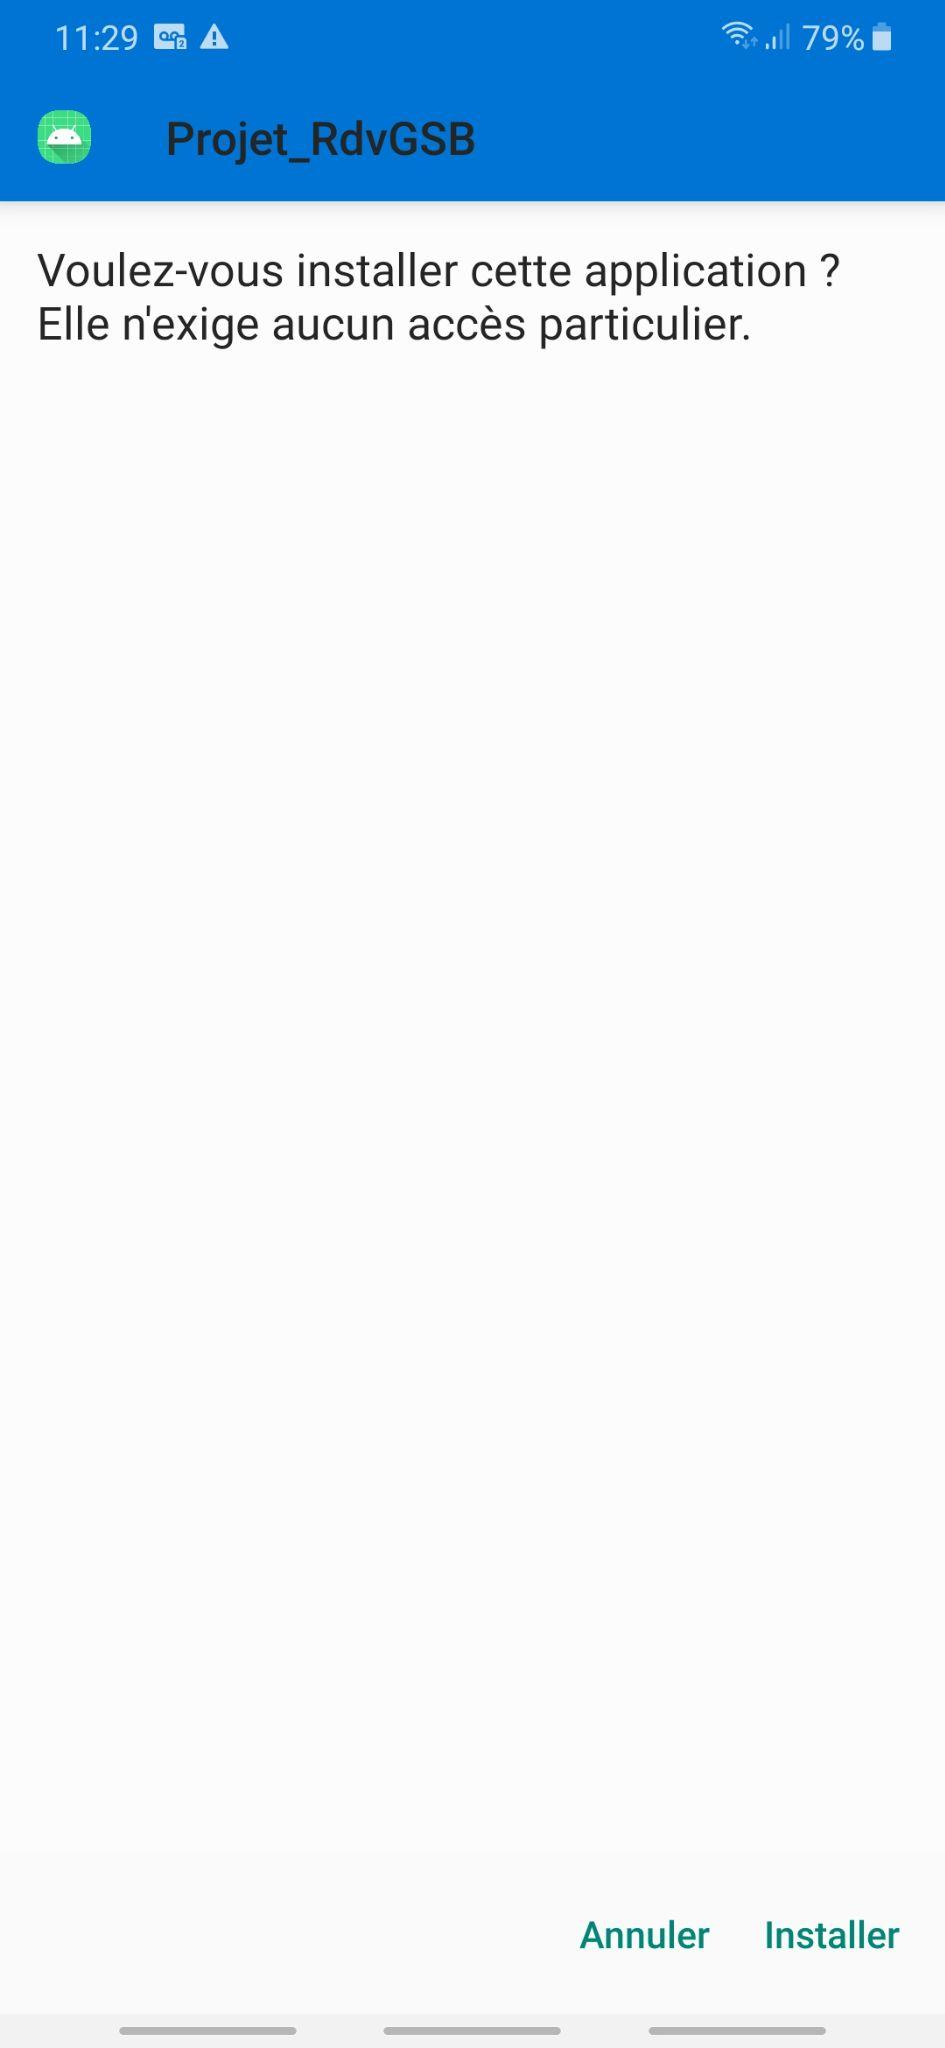 11:29
79%
Projet_RdvGSB
Voulez-vous installer cette application ?
Elle n'exige aucun accès particulier.
Annuler Installer